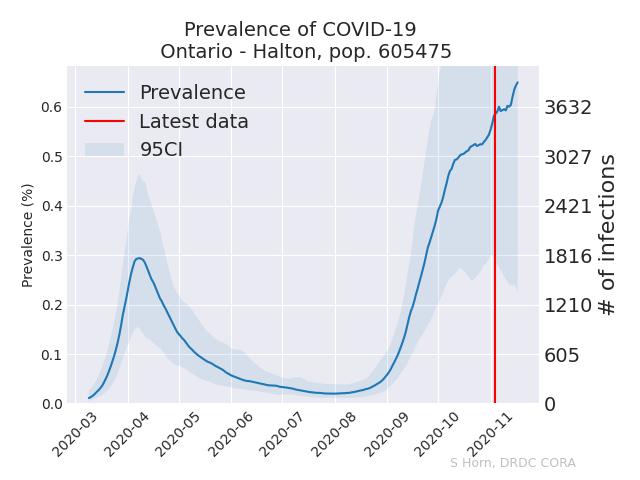 Prevalence of COVID-19
Ontario - Halton, pop. 605475
Prevalence
Latest data
95CI
Prevalence (%)
0.6
0.5
0.4
0.3
0.2
0.1
0.0
3632
3027
2421
1816
1210
605
0
# of infections
2020-03
2020-04
2020-05
2020-06
2020-07
2020-08
2020-09
2020-10
2020-11
S Horn, DRDC CORA